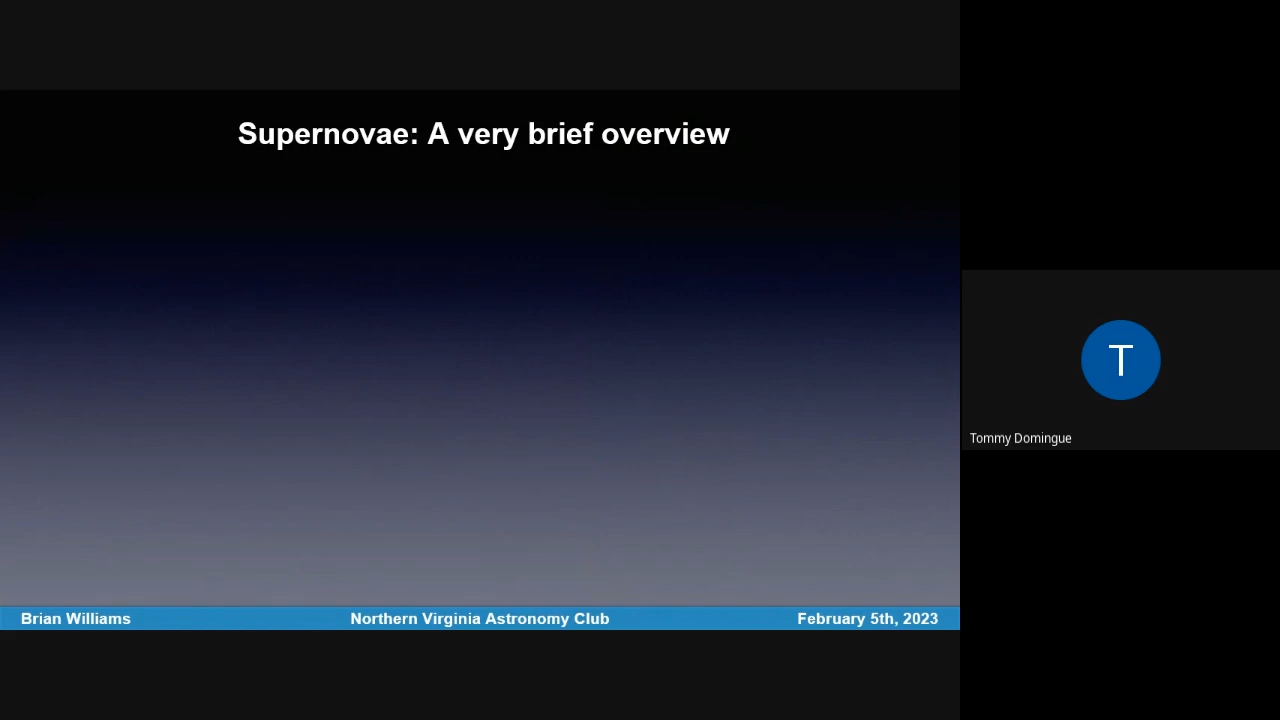 Supernovae: A very brief overview
T
Tommy Domingue
Brian Williams
Northern Virginia Astronomy Club
February 5th, 2023